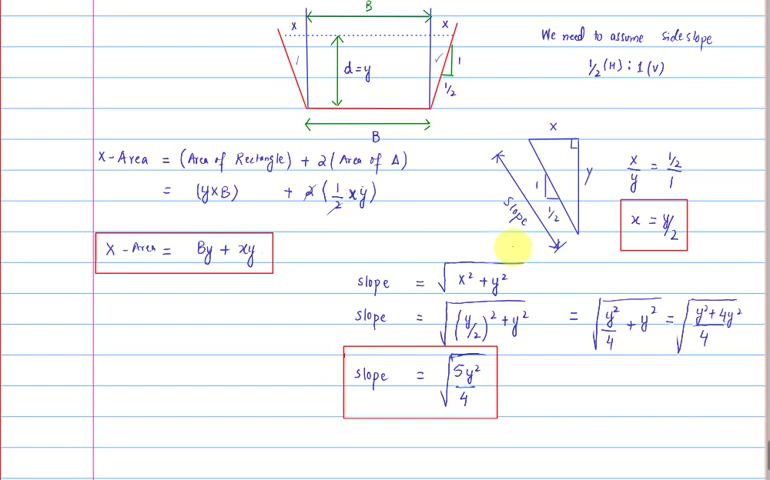 B
x x
We need to assume side slope
1/2 (H) : 1 (V)
d = y
1
1/2
B
X-Area = (Area of Rectangle) + 2 (Area of Δ)
= (y×B) + 2 (1/2 xy)
X-Area = By + xy
x
y
1
1/2
slope
x/y = 1/2 / 1
x = y/2
slope = √(x² + y²)
slope = √((y/2)² + y²) = √(y²/4 + y²) = √((y² + 4y²)/4)
slope = √(5y²/4)